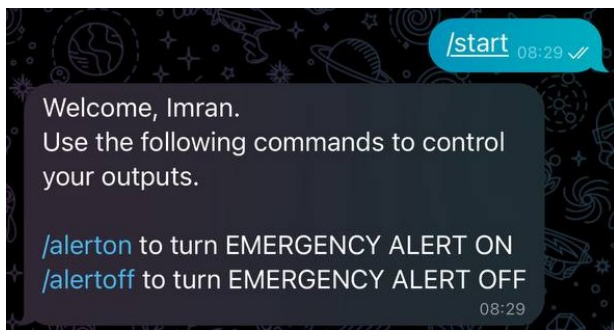 /start 08:29
Welcome, Imran.
Use the following commands to control
your outputs.
/alerton to turn EMERGENCY ALERT ON
/alertoff to turn EMERGENCY ALERT OFF
08:29